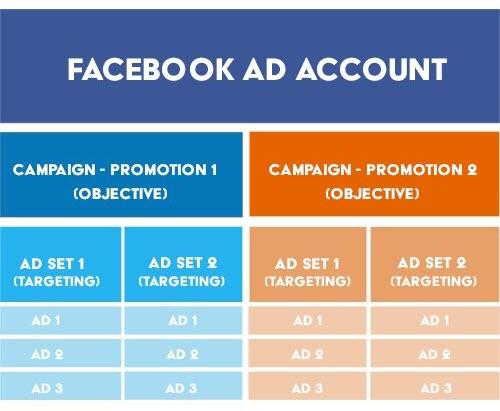 FACEBOOK AD ACCOUNT
CAMPAIGN - PROMOTION 1
(OBJECTIVE)
CAMPAIGN - PROMOTION 2
(OBJECTIVE)
AD SET 1
(TARGETING)
AD SET 2
(TARGETING)
AD SET 1
(TARGETING)
AD SET 2
(TARGETING)
AD 1
AD 1
AD 1
AD 1
AD 2
AD 2
AD 2
AD 2
AD 3
AD 3
AD 3
AD 3